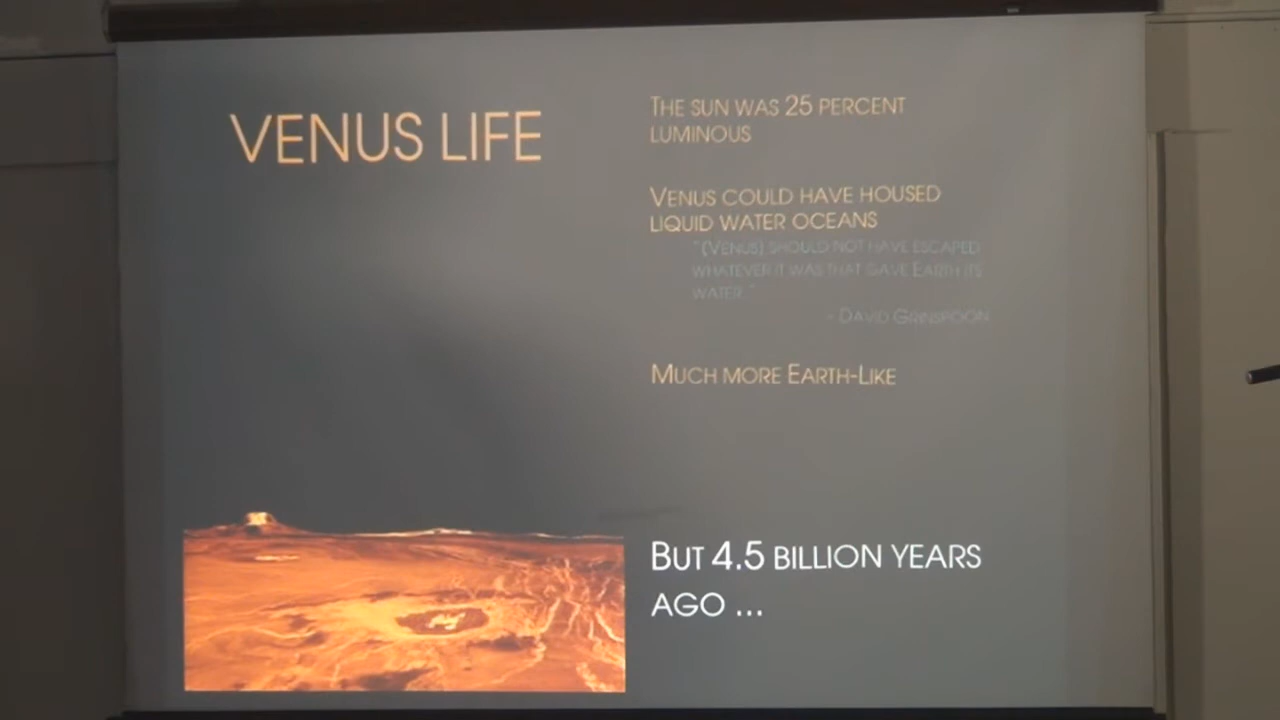 VENUS LIFE
THE SUN WAS 25 PERCENT
LUMINOUS
VENUS COULD HAVE HOUSED
LIQUID WATER OCEANS
"(VENUS) SHOULD NOT HAVE ESCAPED
WHATEVER IT WAS THAT GAVE EARTH ITS
WATER."
- DAVID GRINSPOON
MUCH MORE EARTH-LIKE
BUT 4.5 BILLION YEARS
AGO ...